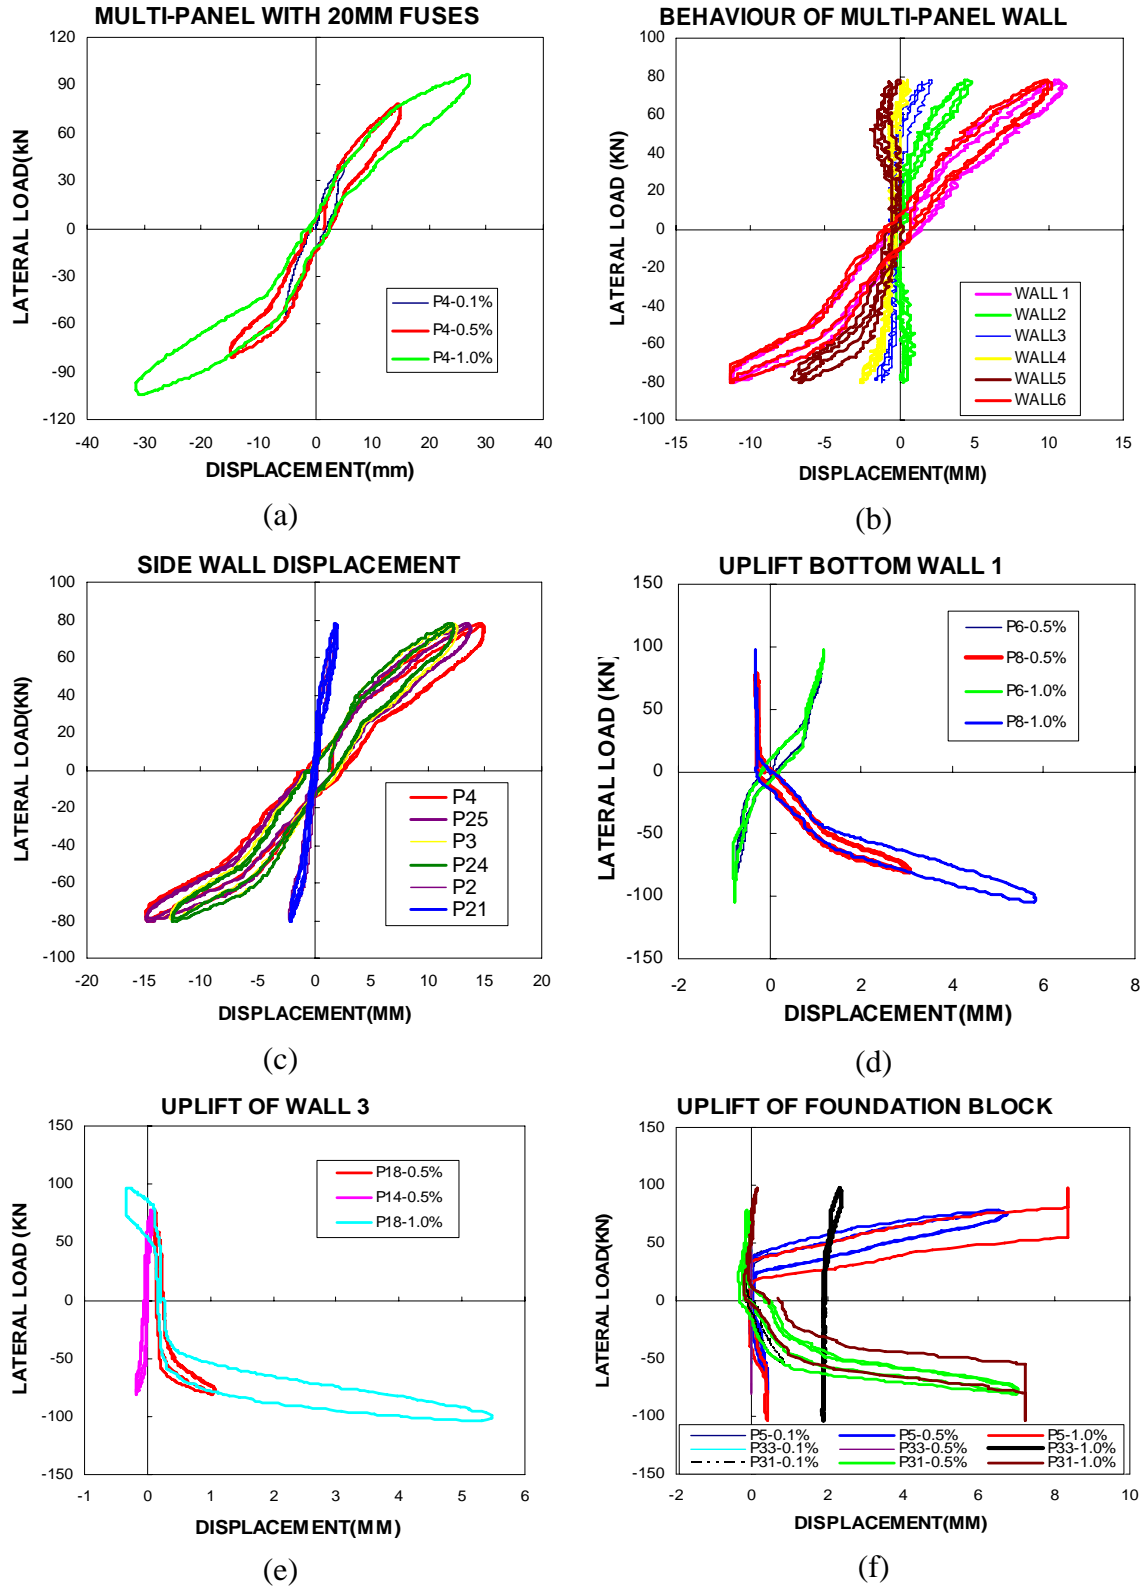 MULTI-PANEL WITH 20MM FUSES
LATERAL LOAD(kN)
120
90
60
30
0
-30
-60
-90
-120
-40 -30 -20 -10 0 10 20 30 40
DISPLACEMENT(mm)
P4-0.1%
P4-0.5%
P4-1.0%
(a)
BEHAVIOUR OF MULTI-PANEL WALL
LATERAL LOAD (KN)
100
80
60
40
20
0
-20
-40
-60
-80
-100
-15 -10 -5 0 5 10 15
DISPLACEMENT(MM)
WALL 1
WALL2
WALL3
WALL4
WALL5
WALL6
(b)
SIDE WALL DISPLACEMENT
LATERAL LOAD(KN)
100
80
60
40
20
0
-20
-40
-60
-80
-100
-20 -15 -10 -5 0 5 10 15 20
DISPLACEMENT(MM)
P4
P25
P3
P24
P2
P21
(c)
UPLIFT BOTTOM WALL 1
LATERAL LOAD (KN)
150
100
50
0
-50
-100
-150
-2 0 2 4 6 8
DISPLACEMENT(MM)
P6-0.5%
P8-0.5%
P6-1.0%
P8-1.0%
(d)
UPLIFT OF WALL 3
LATERAL LOAD (KN
150
100
50
0
-50
-100
-150
-1 0 1 2 3 4 5 6
DISPLACEMENT(MM)
P18-0.5%
P14-0.5%
P18-1.0%
(e)
UPLIFT OF FOUNDATION BLOCK
LATERAL LOAD(KN)
150
100
50
0
-50
-100
-150
-2 0 2 4 6 8 10
DISPLACEMENT(MM)
P5-0.1% P5-0.5% P5-1.0%
P33-0.1% P33-0.5% P33-1.0%
P31-0.1% P31-0.5% P31-1.0%
(f)